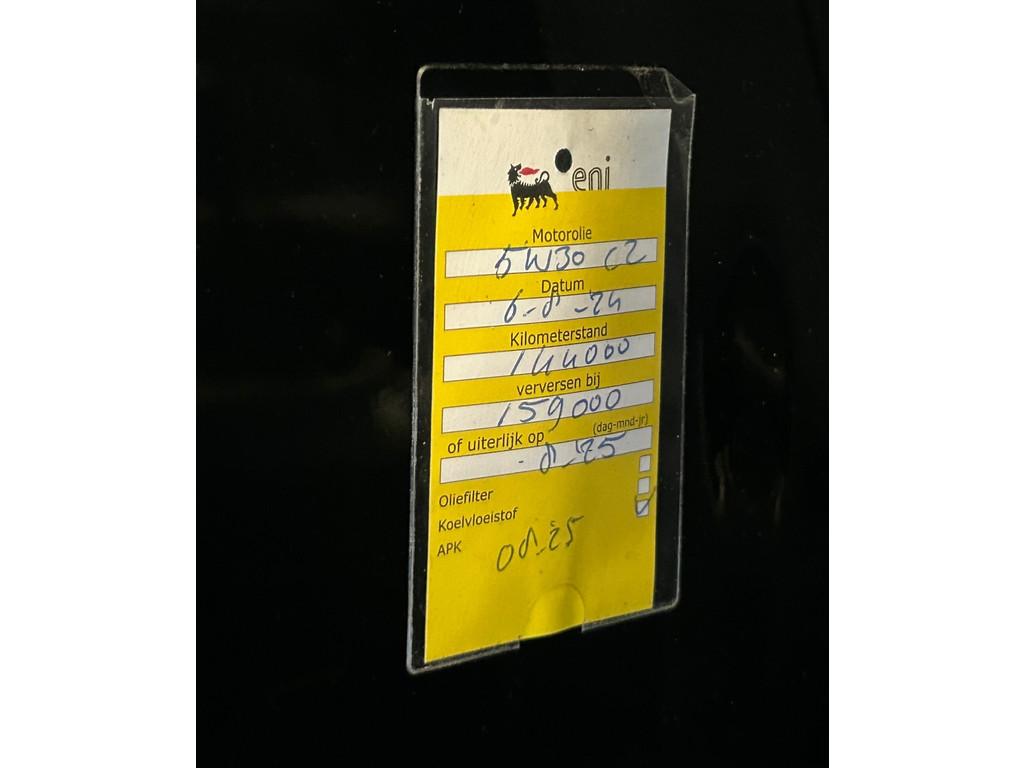 eni
Motorolie
5W30 C2
Datum
6-8-24
Kilometerstand
144000
verversen bij
159000
of uiterlijk op (dag-mnd-jr)
- 8-25
Oliefilter
Koelvloeistof
APK 08-25